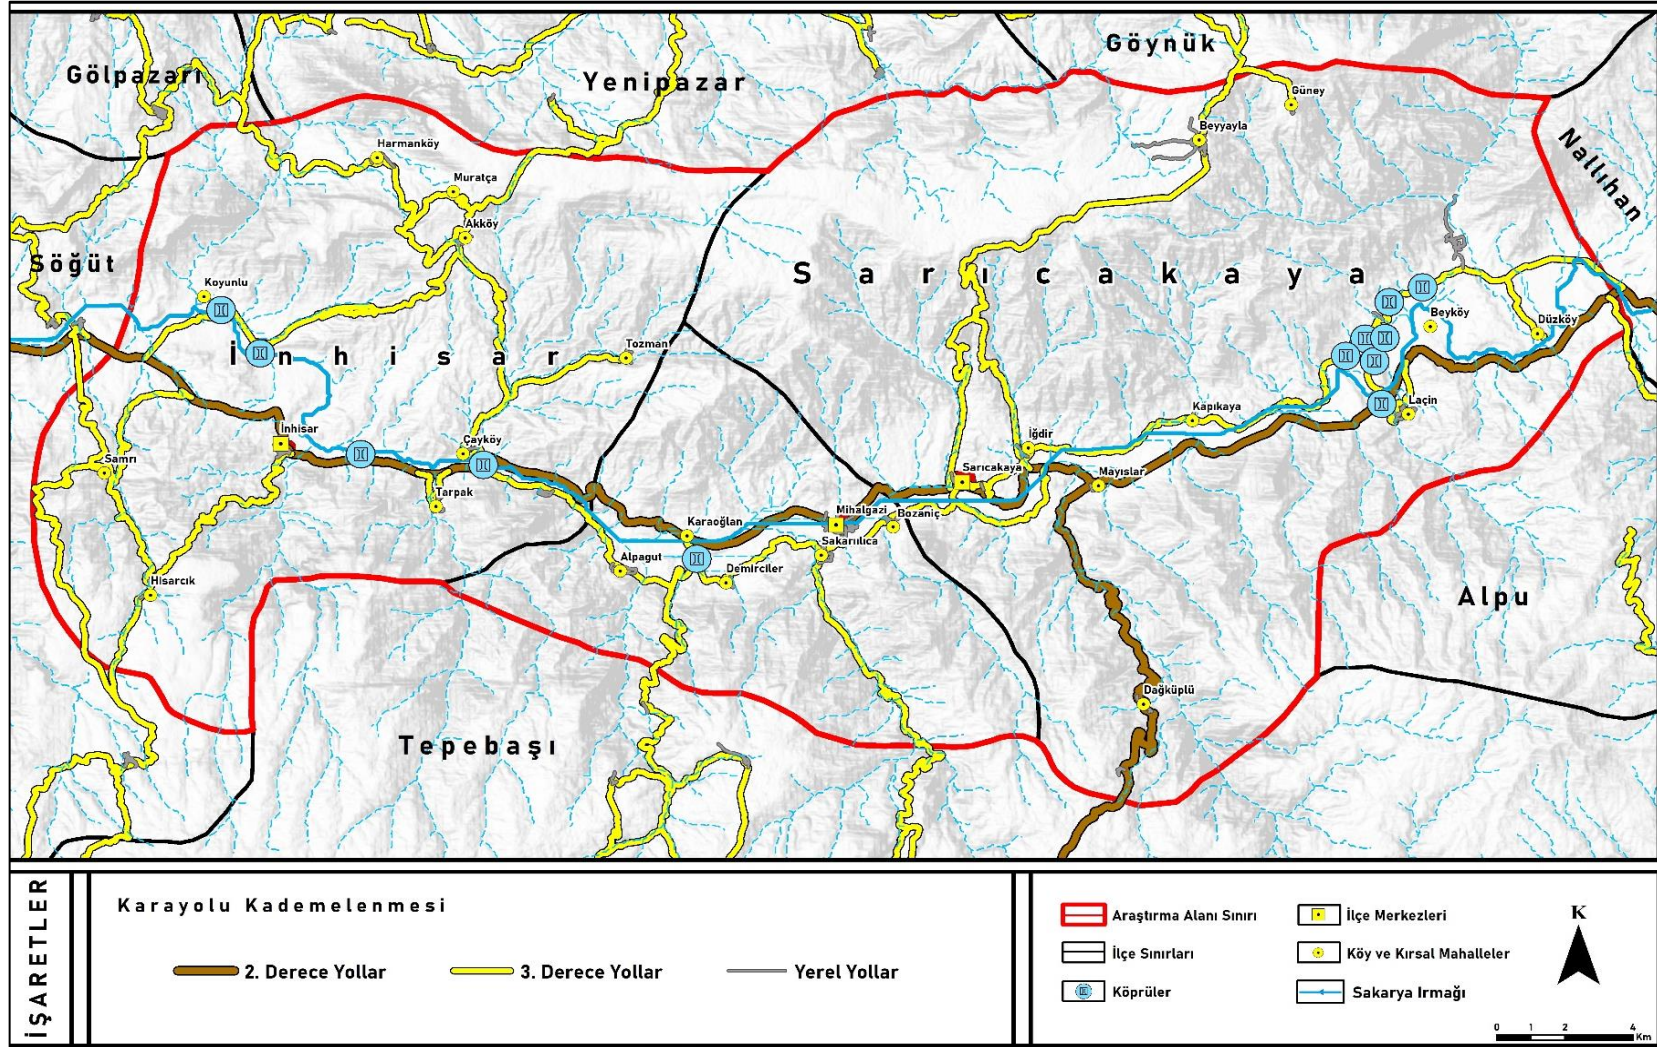 Göynük
Gölpazarı
Yenipazar
Güney
Beyyayla
Nallıhan
Harmanköy
Muratça
Akköy
Söğüt
Sarıcakaya
Koyunlu
Beyköy
Düzköy
İnhisar
Tozman
Laçin
Kapıkaya
İnhisar
Çayköy
İğdir
Samrı
Sarıcakaya
Mayıslar
Tarpak
Mihalgazi
Bozaniç
Karaoğlan
Sakarıılıca
Alpagut
Demirciler
Hisarcık
Alpu
Dağküplü
Tepebaşı
İŞARETLER
Karayolu Kademelenmesi
2. Derece Yollar
3. Derece Yollar
Yerel Yollar
Araştırma Alanı Sınırı
İlçe Merkezleri
İlçe Sınırları
Köy ve Kırsal Mahalleler
Köprüler
Sakarya Irmağı
K
0 1 2 4
Km